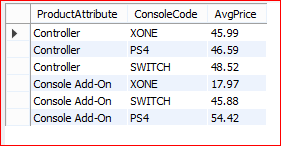 ProductAttribute ConsoleCode AvgPrice
Controller XONE 45.99
Controller PS4 46.59
Controller SWITCH 48.52
Console Add-On XONE 17.97
Console Add-On SWITCH 45.88
Console Add-On PS4 54.42